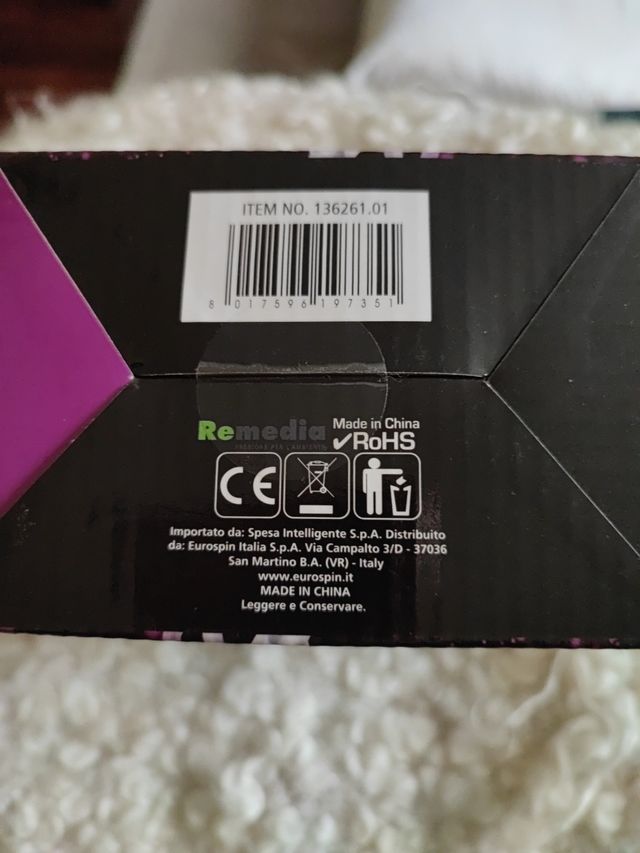 ITEM NO. 136261.01
8 017596 197351
Remedia
Made in China
✓RoHS
CE
Importato da: Spesa Intelligente S.p.A. Distribuito
da: Eurospin Italia S.p.A. Via Campalto 3/D - 37036
San Martino B.A. (VR) - Italy
www.eurospin.it
MADE IN CHINA
Leggere e Conservare.